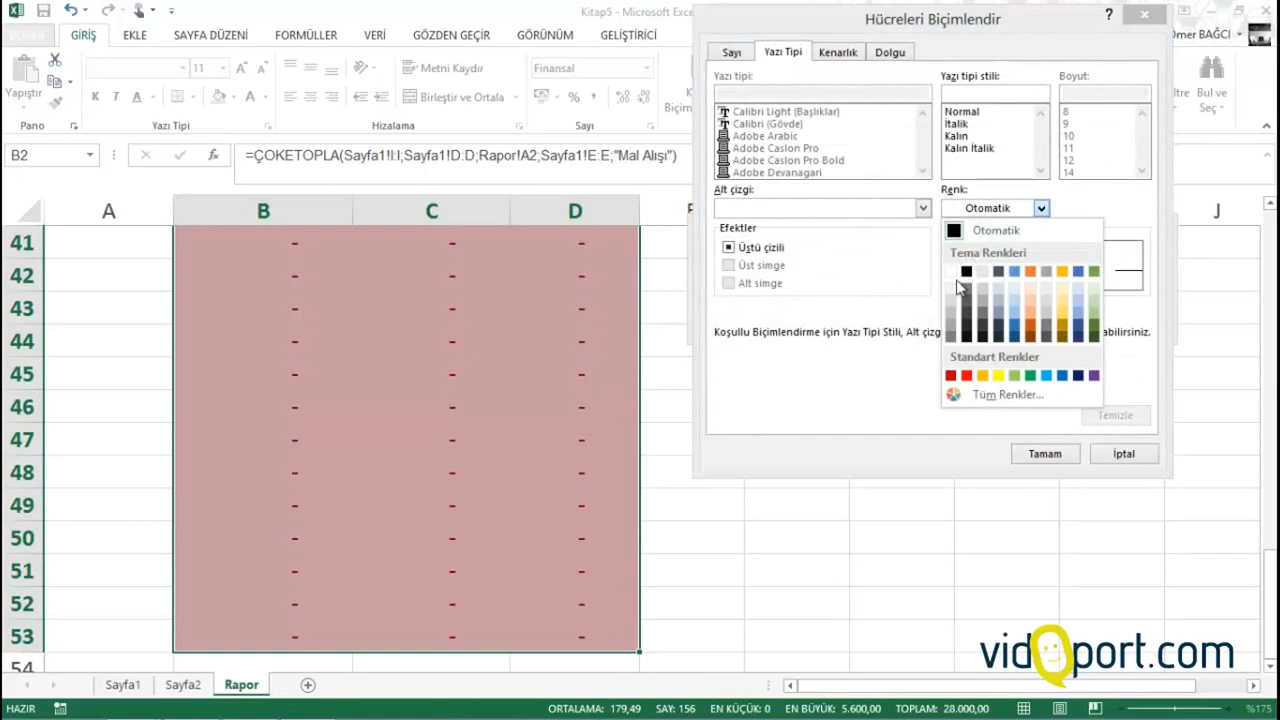 Kitap5 - Microsoft Exce
DOSYA
GİRİŞ
EKLE
SAYFA DÜZENİ
FORMÜLLER
VERİ
GÖZDEN GEÇİR
GÖRÜNÜM
GELİŞTİRİCİ
Ömer BAĞCI
Yapıştır
11
Metni Kaydır
Finansal
K T A
Birleştir ve Ortala
Biçim
ltre
Bul ve
Seç
Pano
Yazı Tipi
Hizalama
Sayı
B2
fx
=ÇOKETOPLA(Sayfa1!I:I;Sayfa1!D:D;Rapor!A2;Sayfa1!E:E;"Mal Alışı")
A B C D J
41 - - -
42 - - -
43 - - -
44 - - -
45 - - -
46 - - -
47 - - -
48 - - -
49 - - -
50 - - -
51 - - -
52 - - -
53 - - -
54
Hücreleri Biçimlendir
?
Sayı
Yazı Tipi
Kenarlık
Dolgu
Yazı tipi:
Yazı tipi stili:
Boyut:
Calibri Light (Başlıklar)
Calibri (Gövde)
Adobe Arabic
Adobe Caslon Pro
Adobe Caslon Pro Bold
Adobe Devanagari
Normal
İtalik
Kalın
Kalın İtalik
8
9
10
11
12
14
Alt çizgi:
Renk:
Otomatik
Efektler
Üstü çizili
Üst simge
Alt simge
Otomatik
Tema Renkleri
Standart Renkler
Tüm Renkler...
Koşullu Biçimlendirme için Yazı Tipi Stili, Alt çizg
abilirsiniz.
Temizle
Tamam
İptal
vidoport.com
Sayfa1
Sayfa2
Rapor
HAZIR
ORTALAMA: 179,49
SAY: 156
EN KÜÇÜK: 0
EN BÜYÜK: 5.600,00
TOPLAM: 28.000,00
%175